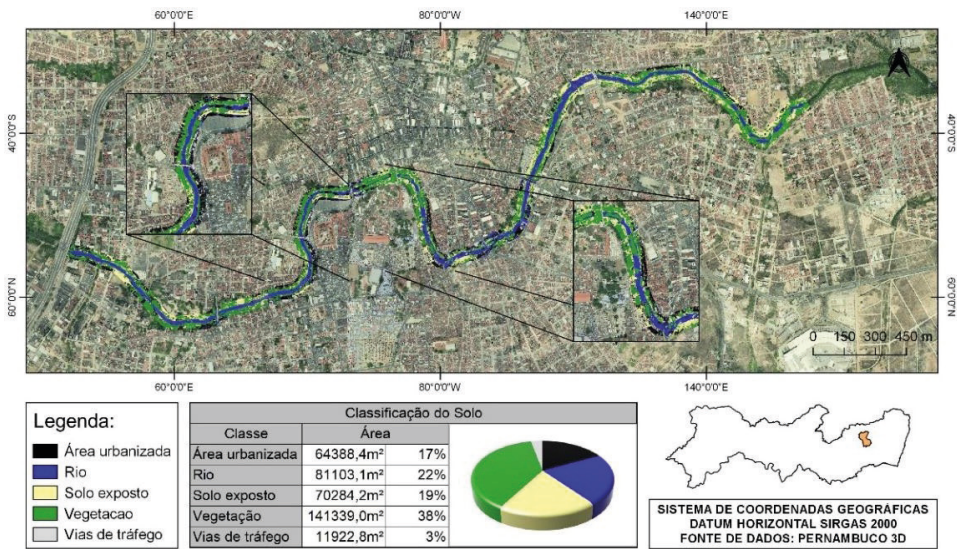 60°0'0"E 80°0'0"W 140°0'0"E
40°0'0"S 40°0'0"S
60°0'0"N 60°0'0"N
0 150 300 450 m
60°0'0"E 80°0'0"W 140°0'0"E
Legenda:
Área urbanizada
Rio
Solo exposto
Vegetacao
Vias de tráfego
Classificação do Solo
Classe Área
Área urbanizada 64388,4m² 17%
Rio 81103,1m² 22%
Solo exposto 70284,2m² 19%
Vegetação 141339,0m² 38%
Vias de tráfego 11922,8m² 3%
SISTEMA DE COORDENADAS GEOGRÁFICAS
DATUM HORIZONTAL SIRGAS 2000
FONTE DE DADOS: PERNAMBUCO 3D